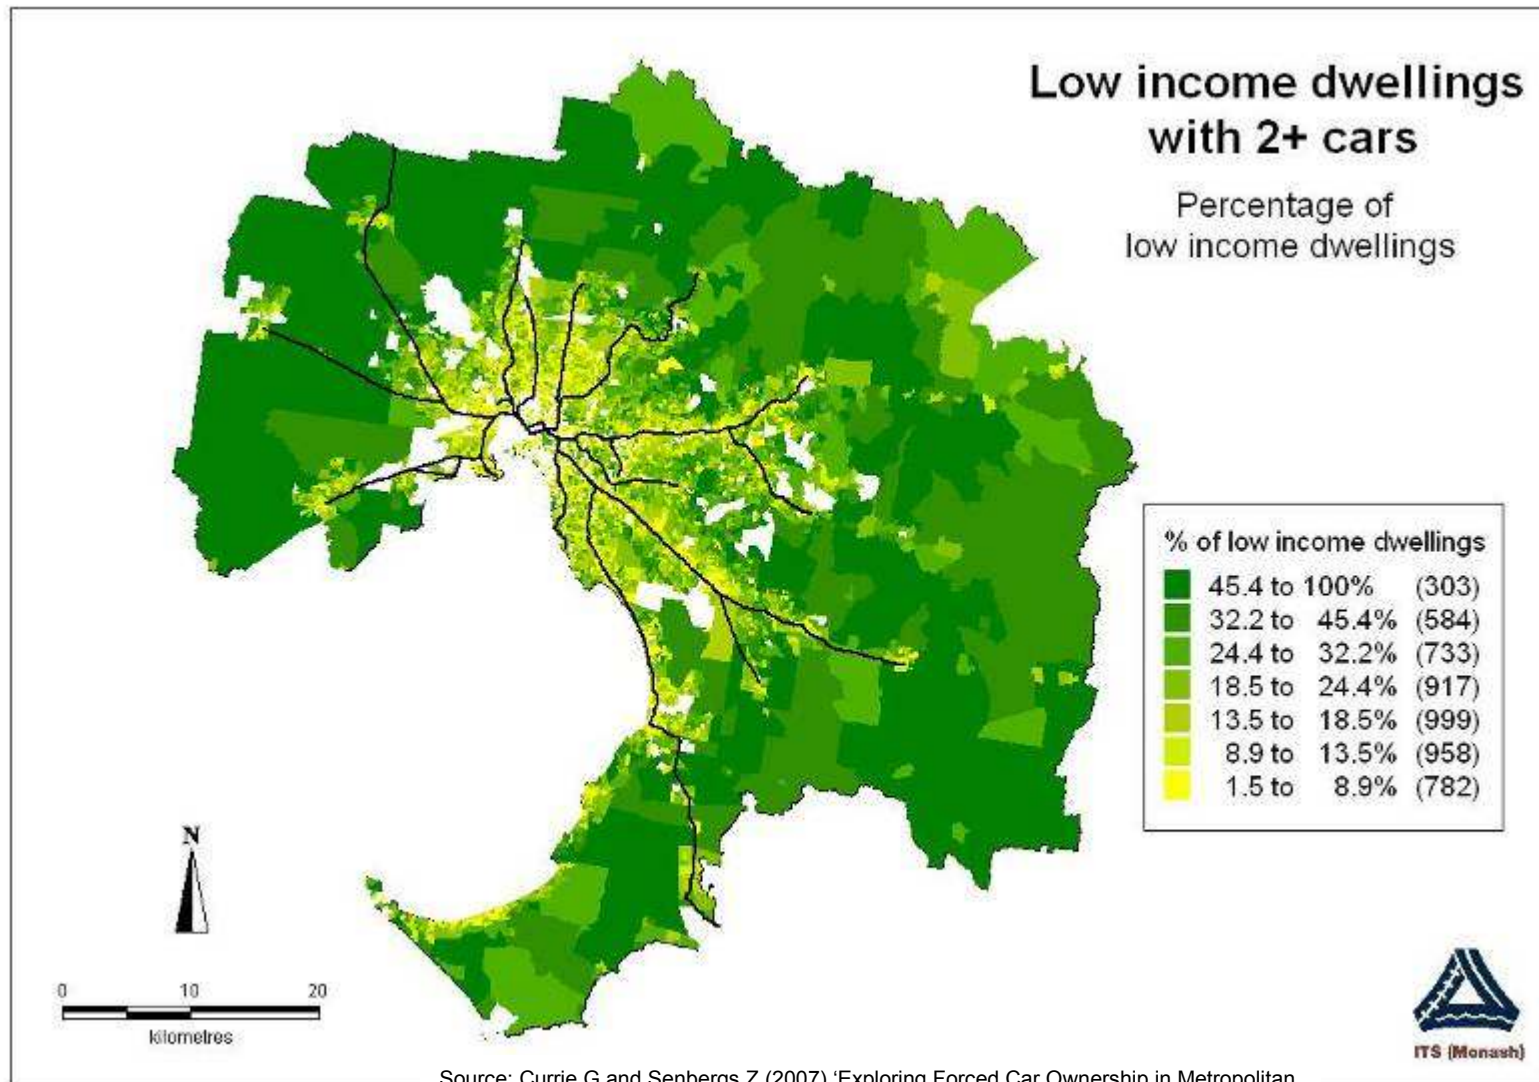 Low income dwellings
with 2+ cars
Percentage of
low income dwellings
% of low income dwellings
45.4 to 100% (303)
32.2 to 45.4% (584)
24.4 to 32.2% (733)
18.5 to 24.4% (917)
13.5 to 18.5% (999)
8.9 to 13.5% (958)
1.5 to 8.9% (782)
N
0 10 20
kilometres
ITS (Monash)
Source: Currie G and Senbergs Z (2007) ‘Exploring Forced Car Ownership in Metropolitan